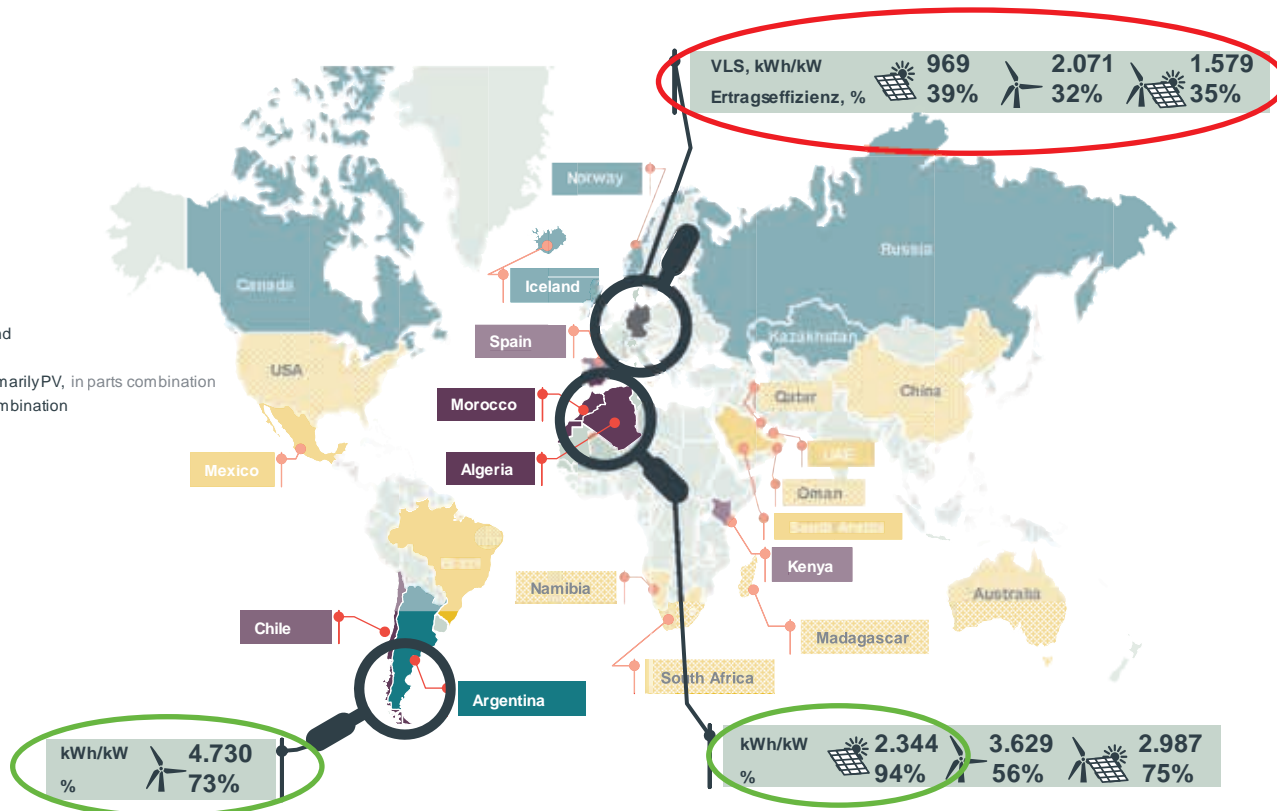 VLS, kWh/kW 969 2.071 1.579
Ertragseffizienz, % 39% 32% 35%
Norway
Russia
Canada
Iceland
Kazakhstan
nd
Spain
marilyPV, in parts combination
USA
China
Qatar
mbination
Morocco
UAE
Mexico
Algeria
Oman
Saudi Arabia
Kenya
Namibia
Australia
Chile
Madagascar
South Africa
Argentina
kWh/kW 4.730
% 73%
kWh/kW 2.344 3.629 2.987
% 94% 56% 75%